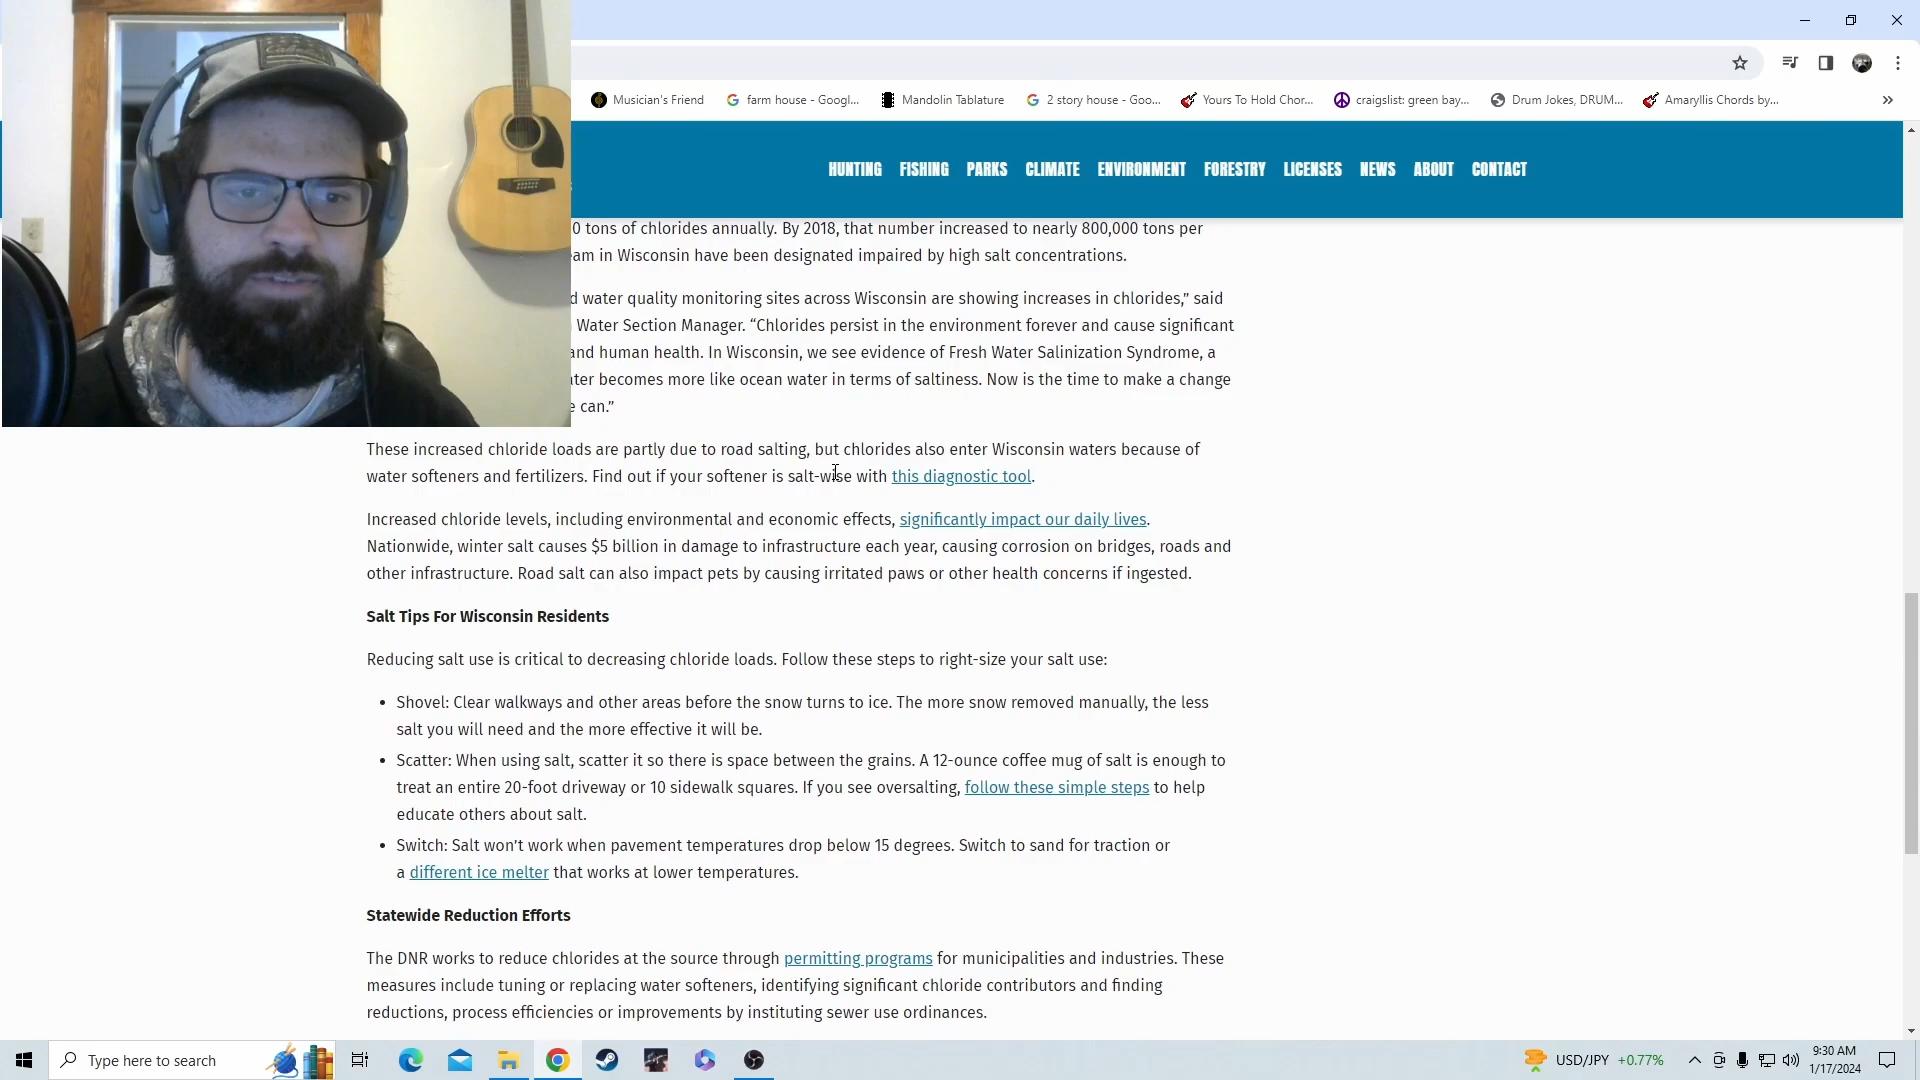 Musician's Friend
farm house - Googl...
Mandolin Tablature
2 story house - Goo...
Yours To Hold Chor...
craigslist: green bay...
Drum Jokes, DRUM...
Amaryllis Chords by...
»
HUNTING FISHING PARKS CLIMATE ENVIRONMENT FORESTRY LICENSES NEWS ABOUT CONTACT
0 tons of chlorides annually. By 2018, that number increased to nearly 800,000 tons per
eam in Wisconsin have been designated impaired by high salt concentrations.
d water quality monitoring sites across Wisconsin are showing increases in chlorides,” said
Water Section Manager. “Chlorides persist in the environment forever and cause significant
and human health. In Wisconsin, we see evidence of Fresh Water Salinization Syndrome, a
ter becomes more like ocean water in terms of saltiness. Now is the time to make a change
e can.”
These increased chloride loads are partly due to road salting, but chlorides also enter Wisconsin waters because of
water softeners and fertilizers. Find out if your softener is salt-wise with this diagnostic tool.
Increased chloride levels, including environmental and economic effects, significantly impact our daily lives.
Nationwide, winter salt causes $5 billion in damage to infrastructure each year, causing corrosion on bridges, roads and
other infrastructure. Road salt can also impact pets by causing irritated paws or other health concerns if ingested.
Salt Tips For Wisconsin Residents
Reducing salt use is critical to decreasing chloride loads. Follow these steps to right-size your salt use:
• Shovel: Clear walkways and other areas before the snow turns to ice. The more snow removed manually, the less
salt you will need and the more effective it will be.
• Scatter: When using salt, scatter it so there is space between the grains. A 12-ounce coffee mug of salt is enough to
treat an entire 20-foot driveway or 10 sidewalk squares. If you see oversalting, follow these simple steps to help
educate others about salt.
• Switch: Salt won’t work when pavement temperatures drop below 15 degrees. Switch to sand for traction or
a different ice melter that works at lower temperatures.
Statewide Reduction Efforts
The DNR works to reduce chlorides at the source through permitting programs for municipalities and industries. These
measures include tuning or replacing water softeners, identifying significant chloride contributors and finding
reductions, process efficiencies or improvements by instituting sewer use ordinances.
Type here to search
USD/JPY +0.77%
9:30 AM
1/17/2024